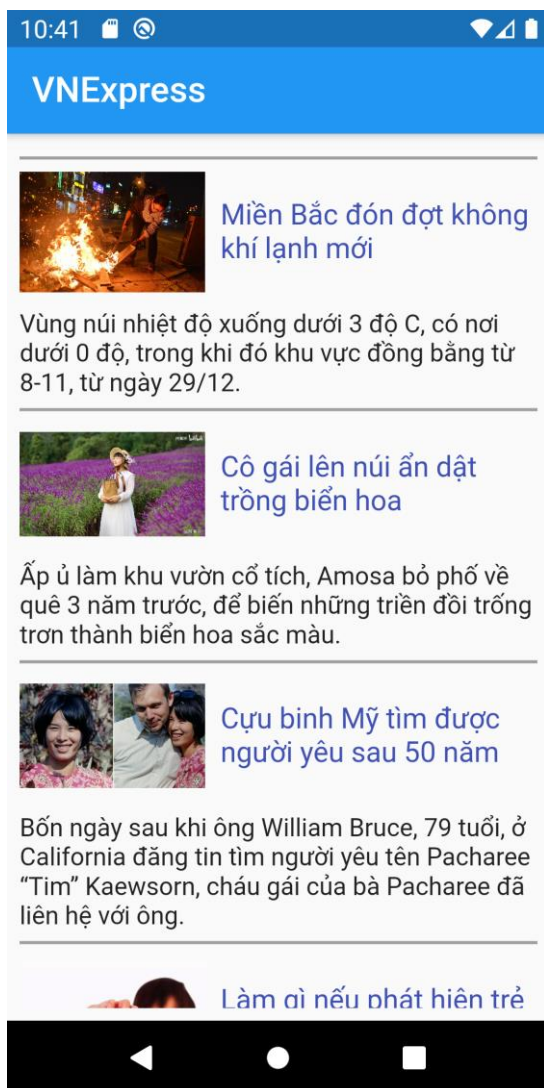 10:41
VNExpress
Miền Bắc đón đợt không
khí lạnh mới
Vùng núi nhiệt độ xuống dưới 3 độ C, có nơi
dưới 0 độ, trong khi đó khu vực đồng bằng từ
8-11, từ ngày 29/12.
Cô gái lên núi ẩn dật
trồng biển hoa
Ấp ủ làm khu vườn cổ tích, Amosa bỏ phố về
quê 3 năm trước, để biến những triền đồi trống
trơn thành biển hoa sắc màu.
Cựu binh Mỹ tìm được
người yêu sau 50 năm
Bốn ngày sau khi ông William Bruce, 79 tuổi, ở
California đăng tin tìm người yêu tên Pacharee
“Tim” Kaewsorn, cháu gái của bà Pacharee đã
liên hệ với ông.
Làm gì nếu phát hiện trẻ